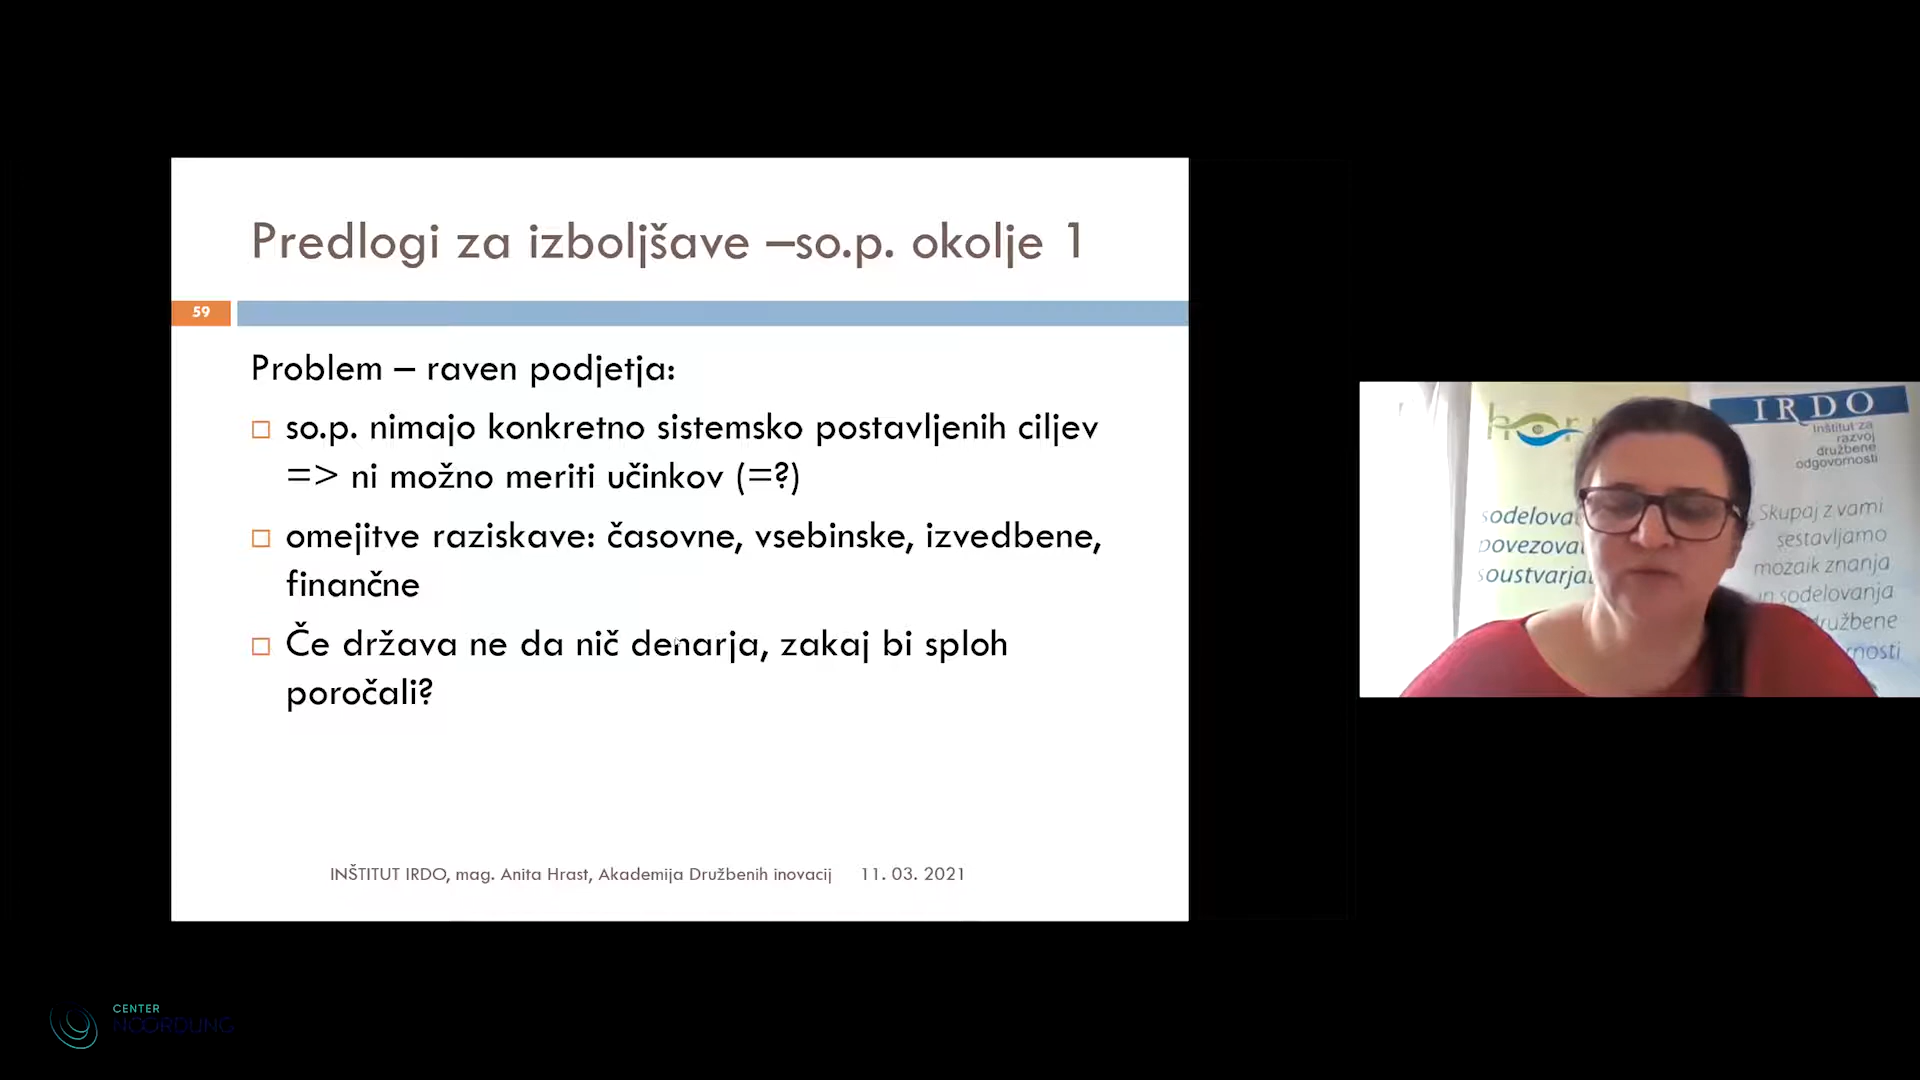 Predlogi za izboljšave –so.p. okolje 1
59
Problem – raven podjetja:
so.p. nimajo konkretno sistemsko postavljenih ciljev
=> ni možno meriti učinkov (=?)
omejitve raziskave: časovne, vsebinske, izvedbene,
finančne
Če država ne da nič denarja, zakaj bi sploh
poročali?
INŠTITUT IRDO, mag. Anita Hrast, Akademija Družbenih inovacij 11. 03. 2021
IRDO
Inštitut za
razvoj
družbene
odgovornosti
Skupaj z vami
sestavljamo
mozaik znanja
in sodelovanja
CENTER
NOORDUNG